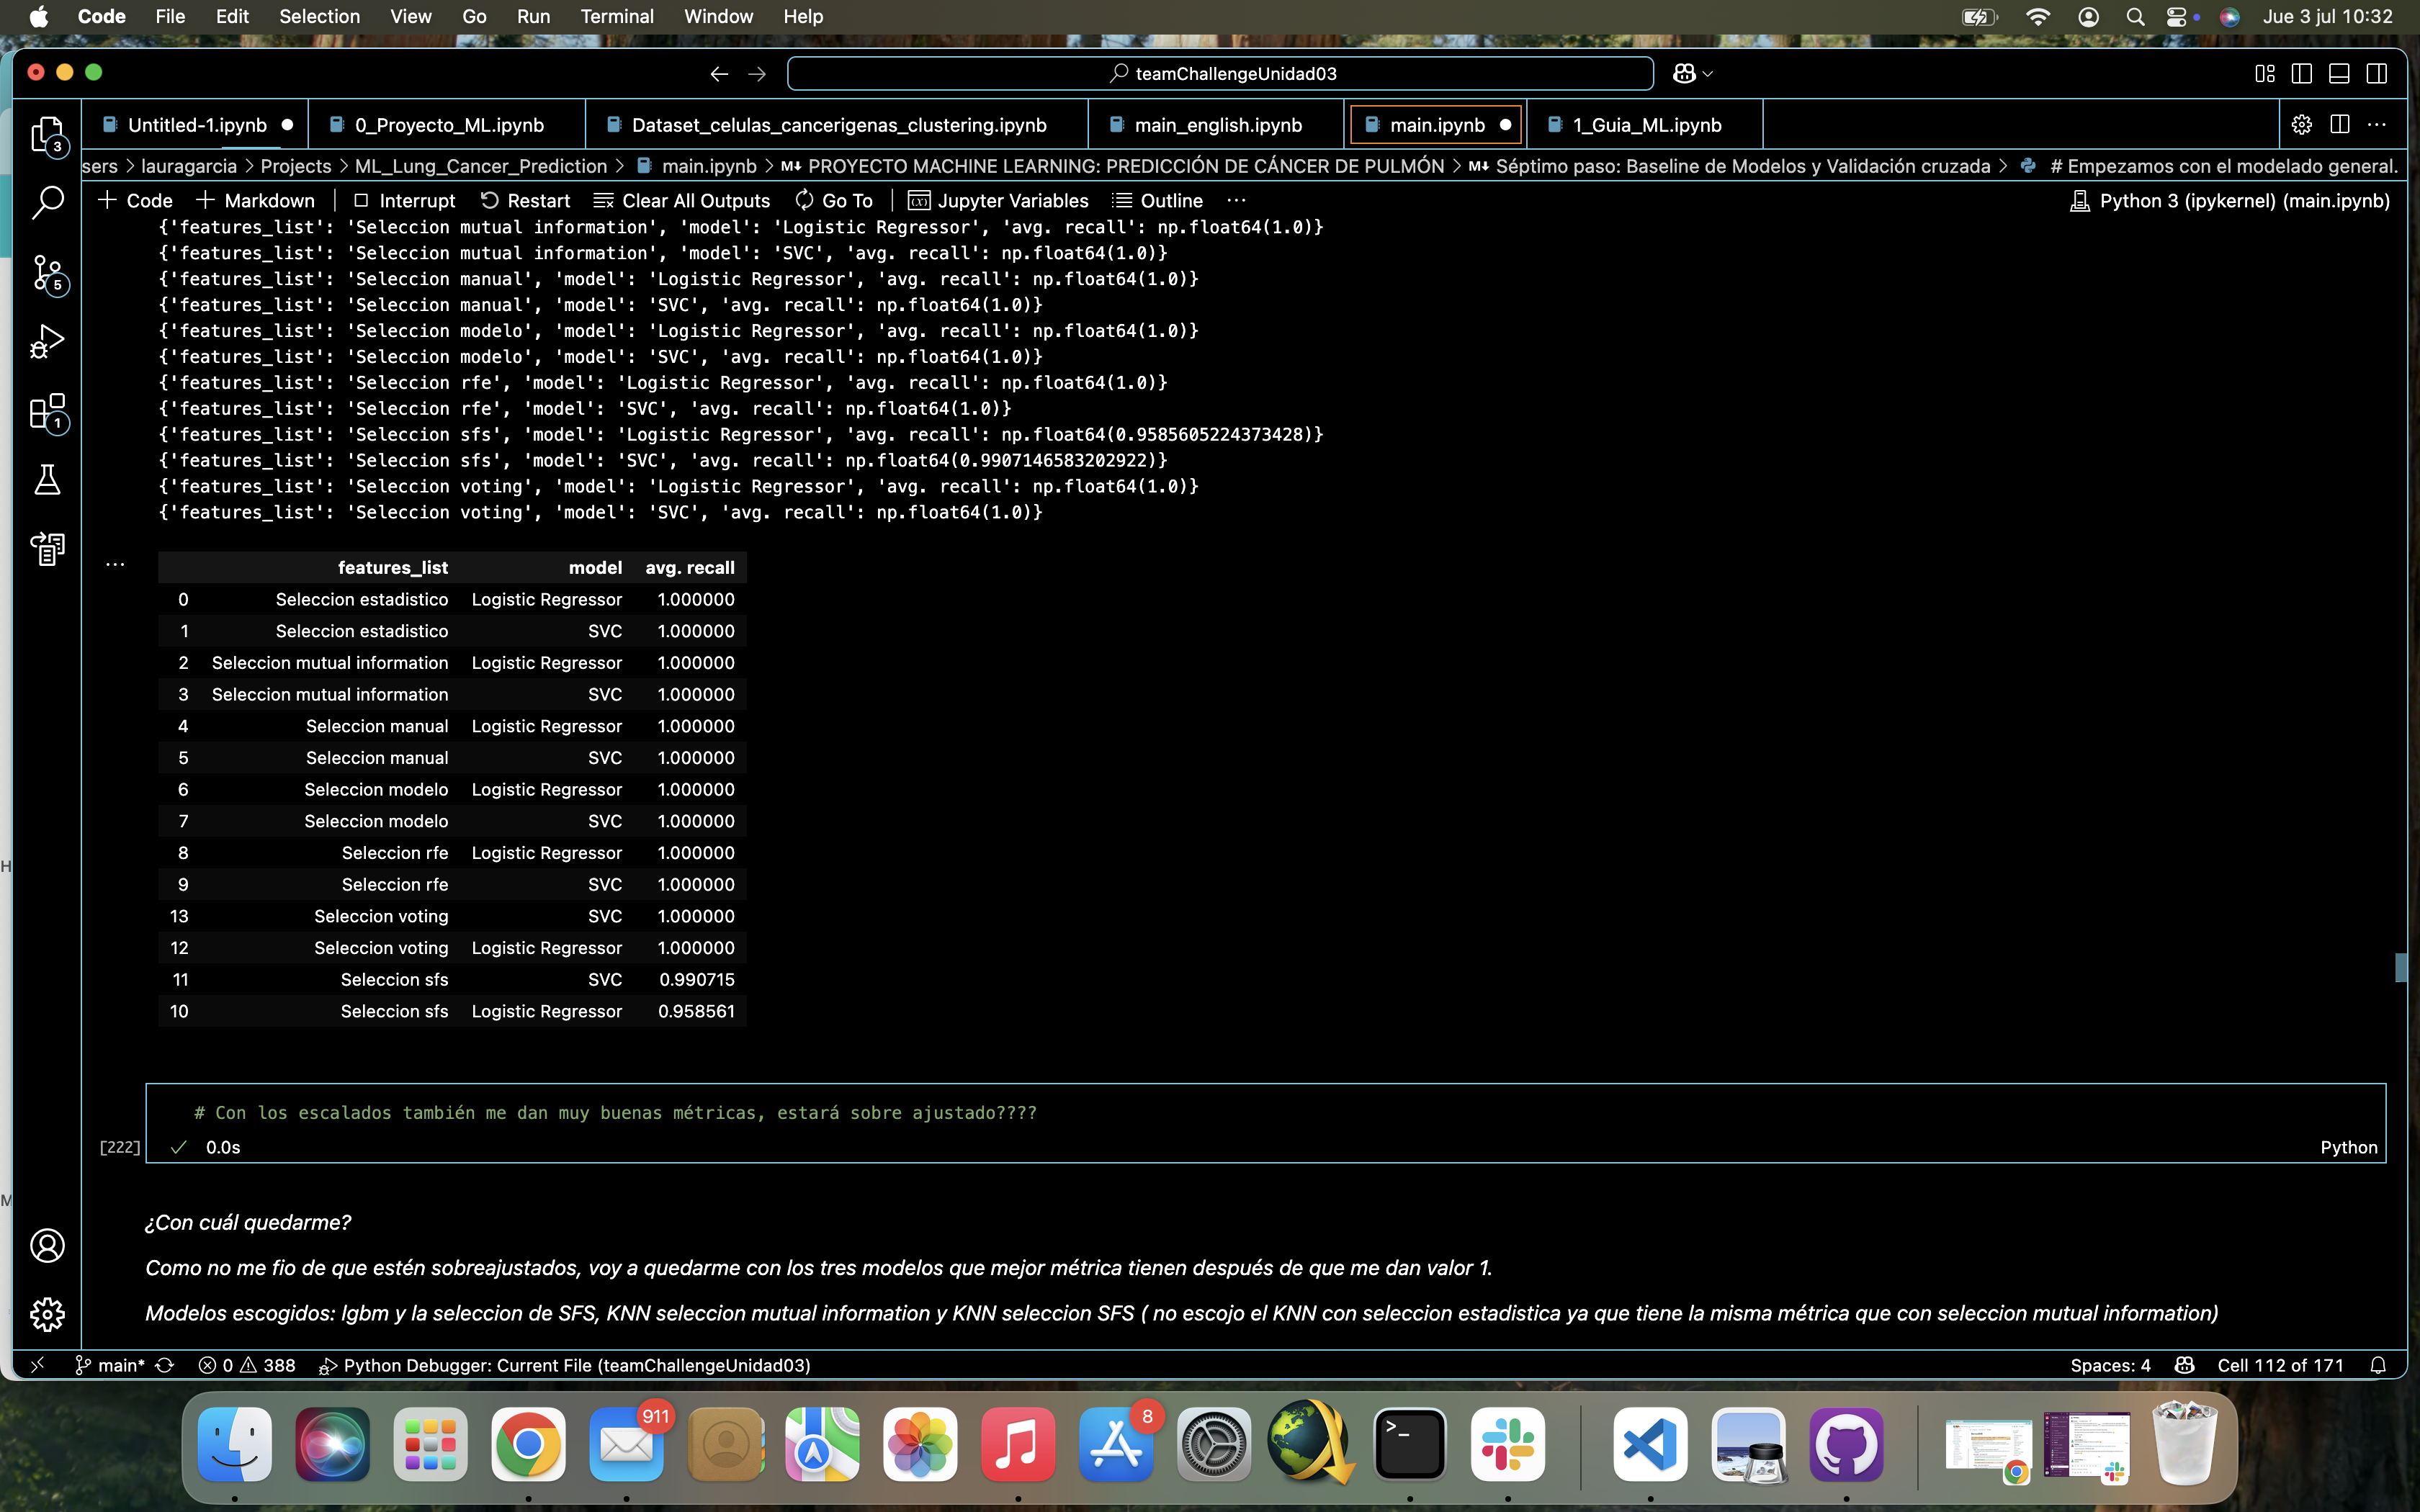 Code File Edit Selection View Go Run Terminal Window Help Jue 3 jul 10:32
teamChallengeUnidad03
Untitled-1.ipynb 0_Proyecto_ML.ipynb Dataset_celulas_cancerigenas_clustering.ipynb main_english.ipynb main.ipynb 1_Guia_ML.ipynb
sers > lauragarcia > Projects > ML_Lung_Cancer_Prediction > main.ipynb > M↓ PROYECTO MACHINE LEARNING: PREDICCIÓN DE CÁNCER DE PULMÓN > M↓ Séptimo paso: Baseline de Modelos y Validación cruzada > # Empezamos con el modelado general.
+ Code + Markdown | Interrupt Restart Clear All Outputs Go To | Jupyter Variables Outline ... Python 3 (ipykernel) (main.ipynb)
{'features_list': 'Seleccion mutual information', 'model': 'Logistic Regressor', 'avg. recall': np.float64(1.0)}
{'features_list': 'Seleccion mutual information', 'model': 'SVC', 'avg. recall': np.float64(1.0)}
{'features_list': 'Seleccion manual', 'model': 'Logistic Regressor', 'avg. recall': np.float64(1.0)}
{'features_list': 'Seleccion manual', 'model': 'SVC', 'avg. recall': np.float64(1.0)}
{'features_list': 'Seleccion modelo', 'model': 'Logistic Regressor', 'avg. recall': np.float64(1.0)}
{'features_list': 'Seleccion modelo', 'model': 'SVC', 'avg. recall': np.float64(1.0)}
{'features_list': 'Seleccion rfe', 'model': 'Logistic Regressor', 'avg. recall': np.float64(1.0)}
{'features_list': 'Seleccion rfe', 'model': 'SVC', 'avg. recall': np.float64(1.0)}
{'features_list': 'Seleccion sfs', 'model': 'Logistic Regressor', 'avg. recall': np.float64(0.9585605224373428)}
{'features_list': 'Seleccion sfs', 'model': 'SVC', 'avg. recall': np.float64(0.9907146583202922)}
{'features_list': 'Seleccion voting', 'model': 'Logistic Regressor', 'avg. recall': np.float64(1.0)}
{'features_list': 'Seleccion voting', 'model': 'SVC', 'avg. recall': np.float64(1.0)}
... features_list model avg. recall
0 Seleccion estadistico Logistic Regressor 1.000000
1 Seleccion estadistico SVC 1.000000
2 Seleccion mutual information Logistic Regressor 1.000000
3 Seleccion mutual information SVC 1.000000
4 Seleccion manual Logistic Regressor 1.000000
5 Seleccion manual SVC 1.000000
6 Seleccion modelo Logistic Regressor 1.000000
7 Seleccion modelo SVC 1.000000
8 Seleccion rfe Logistic Regressor 1.000000
9 Seleccion rfe SVC 1.000000
13 Seleccion voting SVC 1.000000
12 Seleccion voting Logistic Regressor 1.000000
11 Seleccion sfs SVC 0.990715
10 Seleccion sfs Logistic Regressor 0.958561
# Con los escalados también me dan muy buenas métricas, estará sobre ajustado????
[222] 0.0s Python
¿Con cuál quedarme?
Como no me fio de que estén sobreajustados, voy a quedarme con los tres modelos que mejor métrica tienen después de que me dan valor 1.
Modelos escogidos: lgbm y la seleccion de SFS, KNN seleccion mutual information y KNN seleccion SFS ( no escojo el KNN con seleccion estadistica ya que tiene la misma métrica que con seleccion mutual information)
3
5
1
H
M
main* 0 388 Python Debugger: Current File (teamChallengeUnidad03) Spaces: 4 Cell 112 of 171
911
8